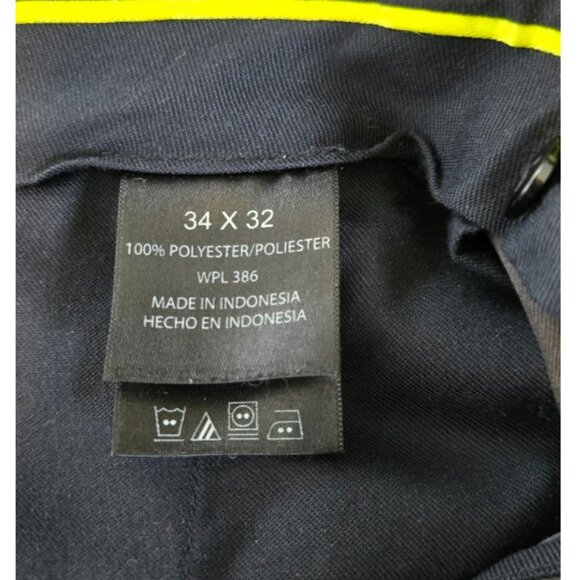 34 X 32
100% POLYESTER/POLIESTER
WPL 386
MADE IN INDONESIA
HECHO EN INDONESIA